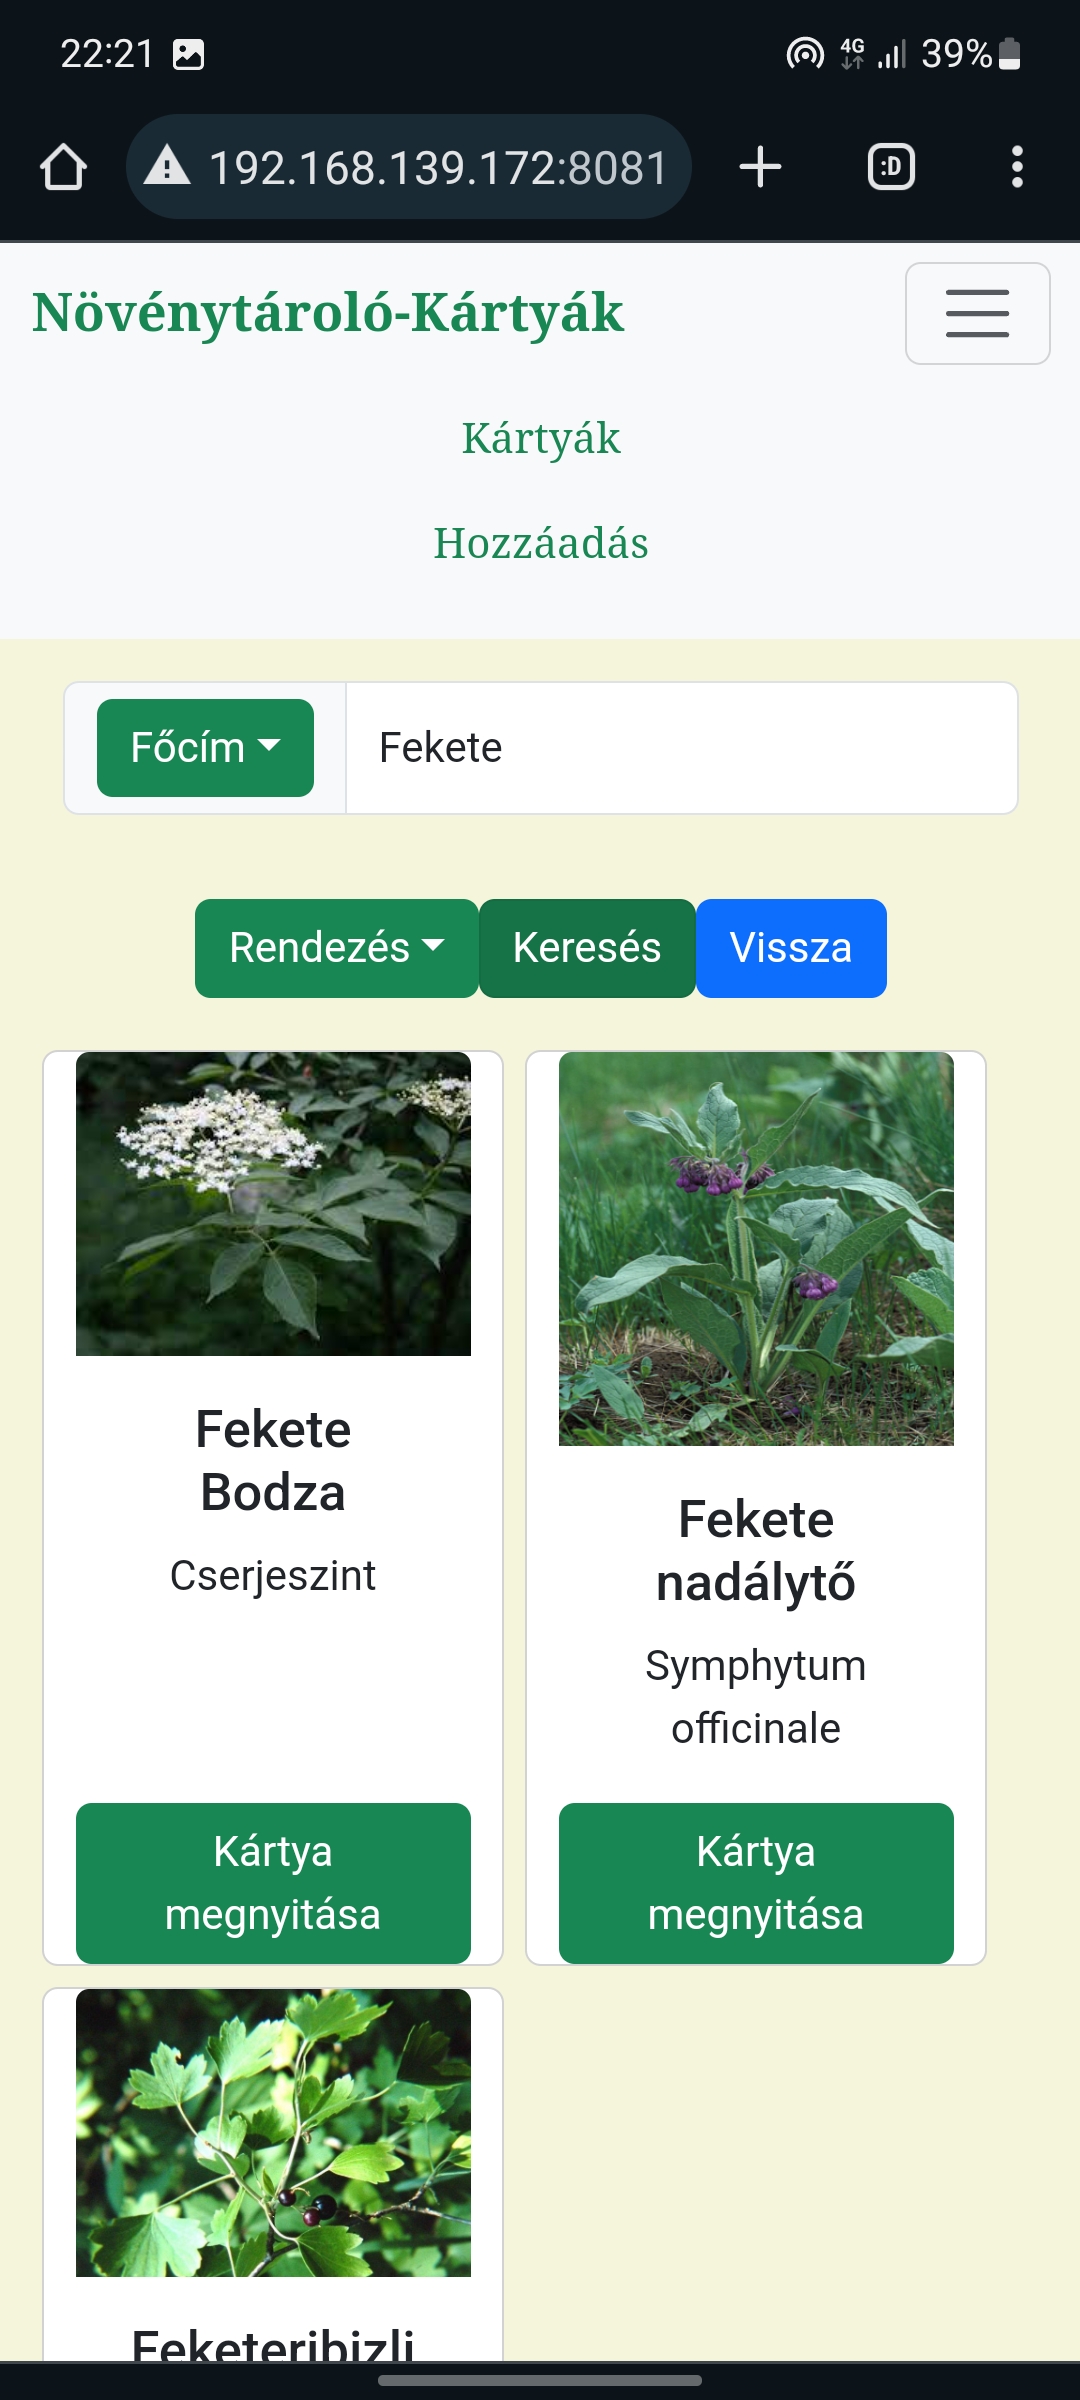 22:21
4G
39%
192.168.139.172:8081
:D
Növénytároló-Kártyák
Kártyák
Hozzáadás
Főcím
Fekete
Rendezés
Keresés
Vissza
Fekete
Bodza
Cserjeszint
Kártya
megnyitása
Fekete
nadálytő
Symphytum
officinale
Kártya
megnyitása
Feketeribizli